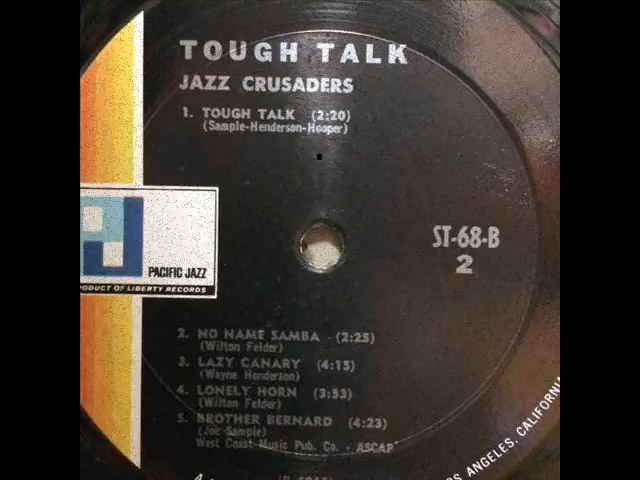 TOUGH TALK
JAZZ CRUSADERS
1. TOUGH TALK (2:20)
(Sample-Henderson-Hooper)
ST-68-B
2
PJ
PACIFIC JAZZ
PRODUCT OF LIBERTY RECORDS
2. NO NAME SAMBA (2:25)
(Wilton Felder)
3. LAZY CANARY (4:15)
(Wayne Henderson)
4. LONELY HORN (3:53)
(Wilton Felder)
5. BROTHER BERNARD (4:23)
(Joe Sample)
West Coast Music Pub. Co. - ASCAP
ANGELES, CALIFORNIA